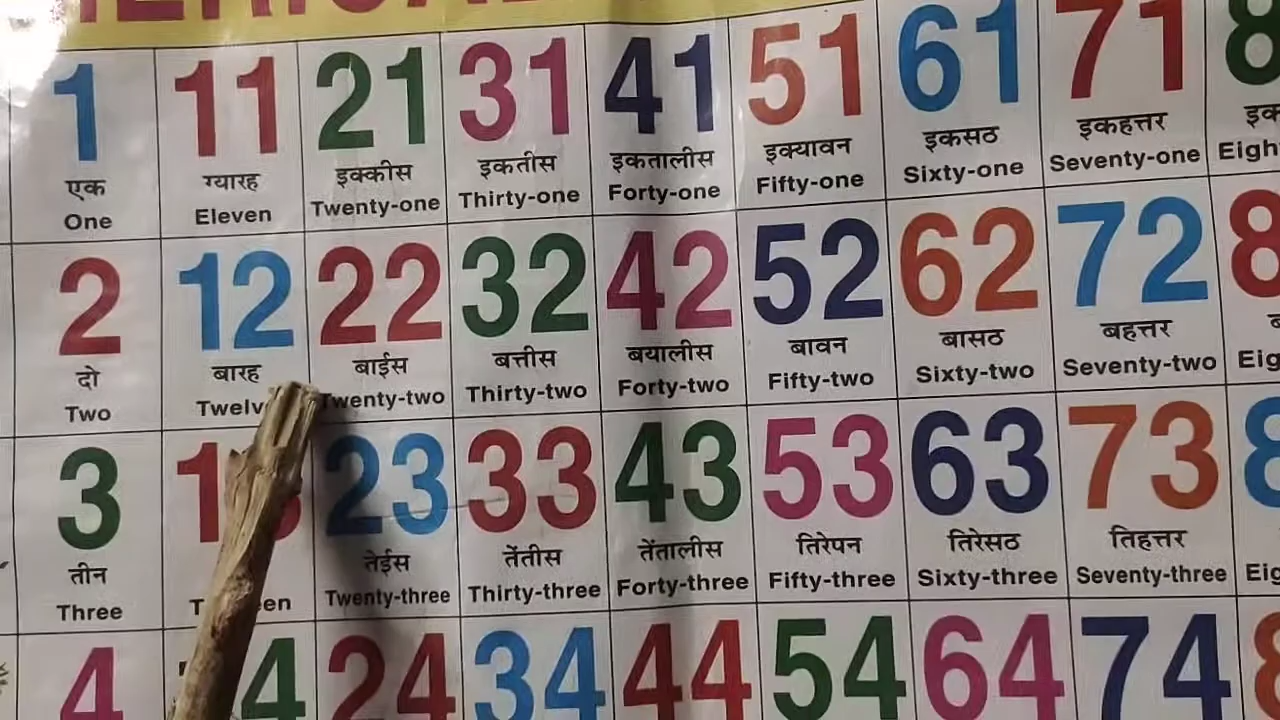 1 11 21 31 41 51 61 71
एक ग्यारह इक्कीस इकतीस इकतालीस इक्यावन इकसठ इकहत्तर
One Eleven Twenty-one Thirty-one Forty-one Fifty-one Sixty-one Seventy-one
2 12 22 32 42 52 62 72
दो बारह बाईस बत्तीस बयालीस बावन बासठ बहत्तर
Two Twenty-two Thirty-two Forty-two Fifty-two Sixty-two Seventy-two
3 23 33 43 53 63 73
तीन तेईस तेंतीस तेंतालीस तिरेपन तिरेसठ तिहत्तर
Three Twenty-three Thirty-three Forty-three Fifty-three Sixty-three Seventy-three
4 24 34 44 54 64 74